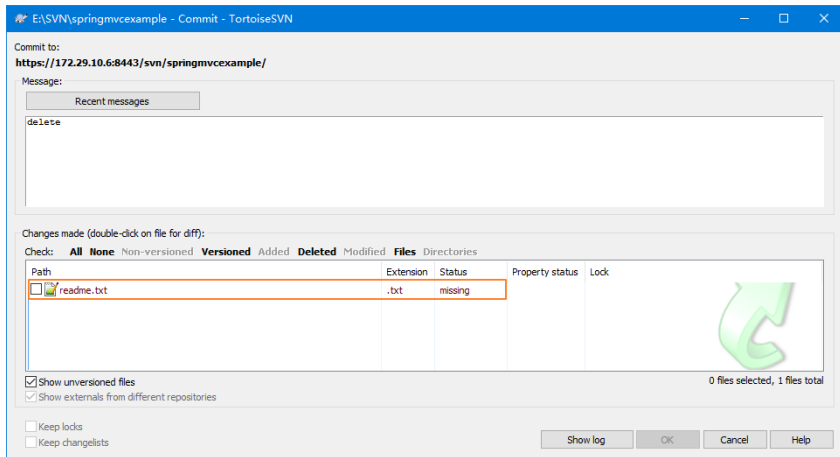 E:\SVN\springmvcexample - Commit - TortoiseSVN
Commit to:
https://172.29.10.6:8443/svn/springmvcexample/
Message:
Recent messages
delete
Changes made (double-click on file for diff):
Check: All None Non-versioned Versioned Added Deleted Modified Files Directories
Path Extension Status Property status Lock
readme.txt .txt missing
Show unversioned files
0 files selected, 1 files total
Show externals from different repositories
Keep locks
Keep changelists
Show log OK Cancel Help